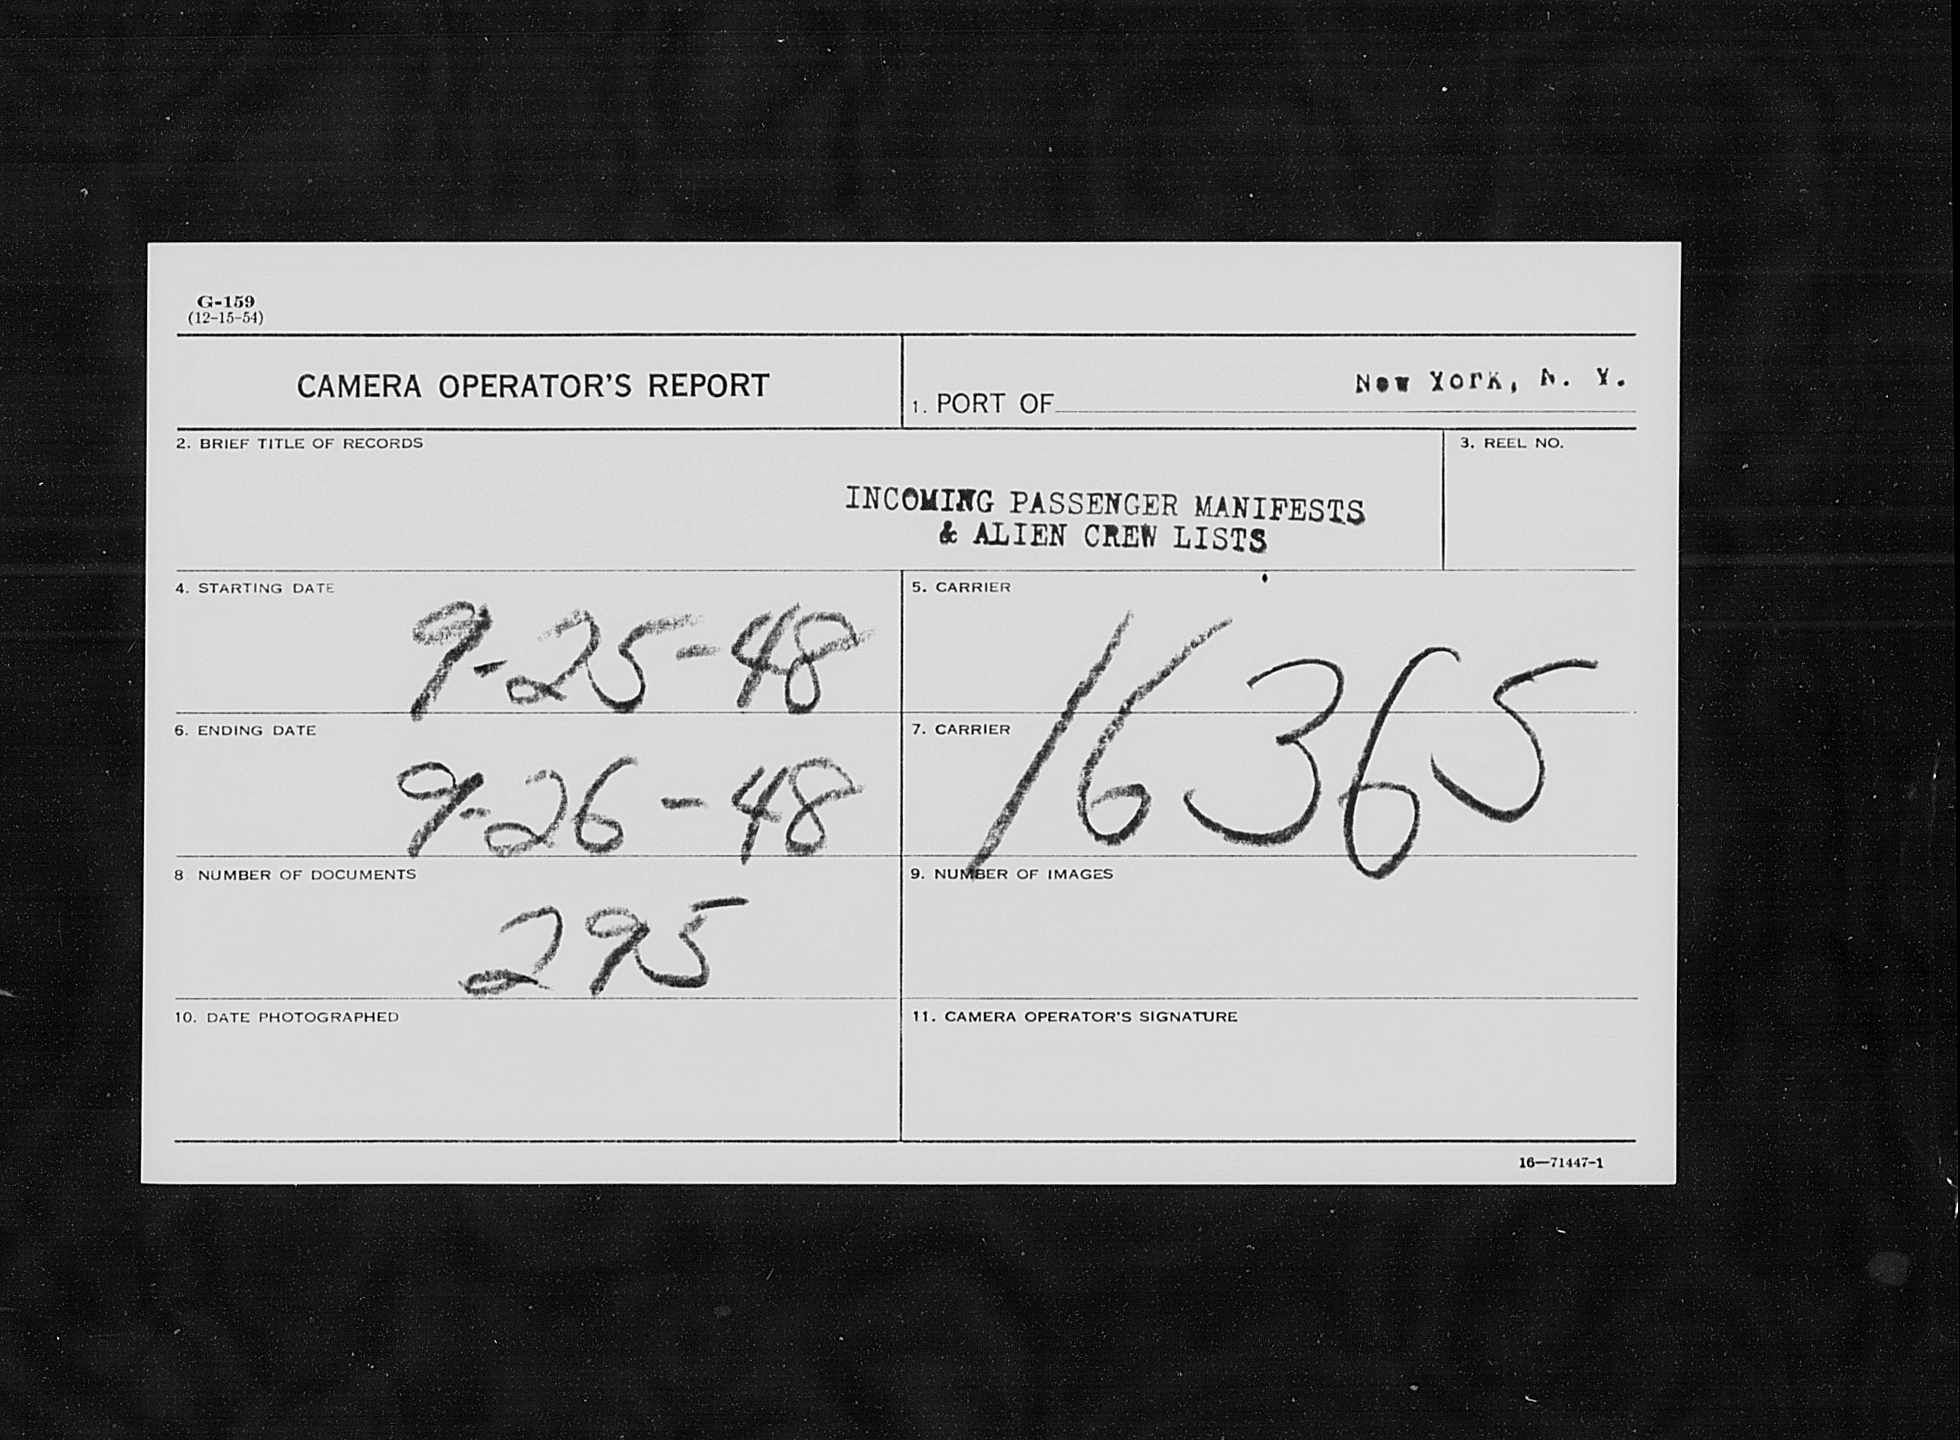 G-159
(12-15-54)
CAMERA OPERATOR'S REPORT
1. PORT OF New York, N. Y.
2. BRIEF TITLE OF RECORDS
3. REEL NO.
INCOMING PASSENGER MANIFESTS
& ALIEN CREW LISTS
4. STARTING DATE
9-25-48
5. CARRIER
16365
6. ENDING DATE
9-26-48
7. CARRIER
8 NUMBER OF DOCUMENTS
295
9. NUMBER OF IMAGES
10. DATE PHOTOGRAPHED
11. CAMERA OPERATOR'S SIGNATURE
16—71447-1